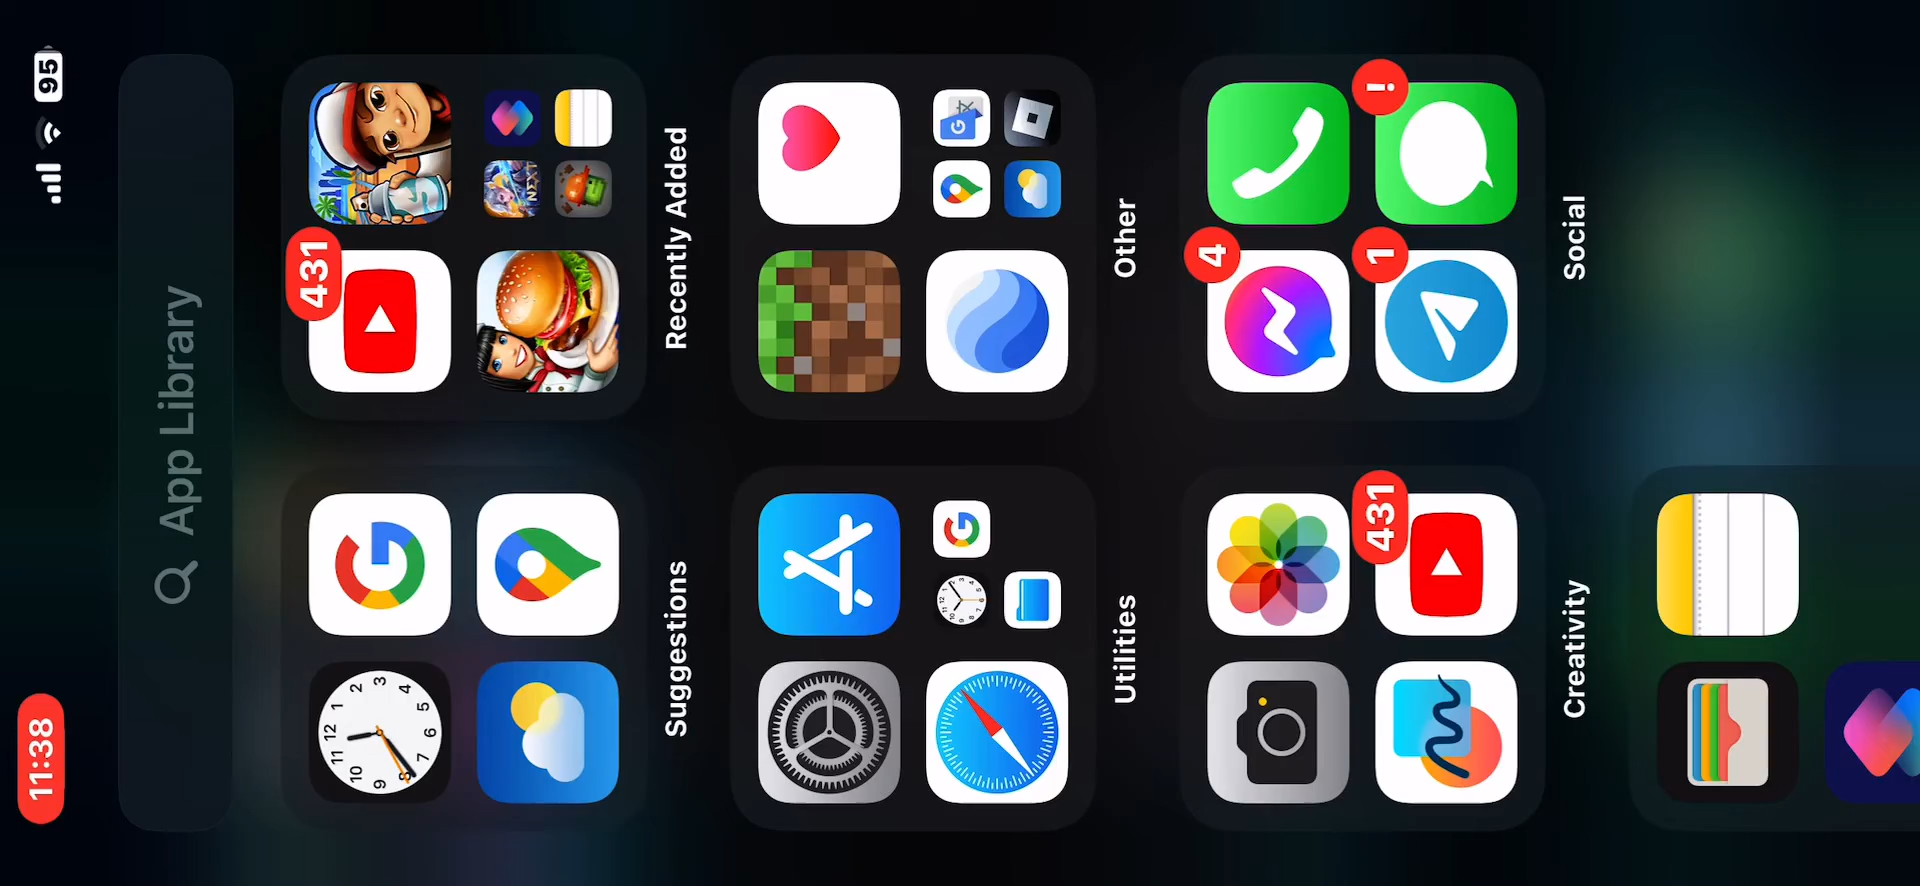 11:38
95
App Library
Suggestions
431
Recently Added
Utilities
Other
Creativity
431
4
!
1
Social